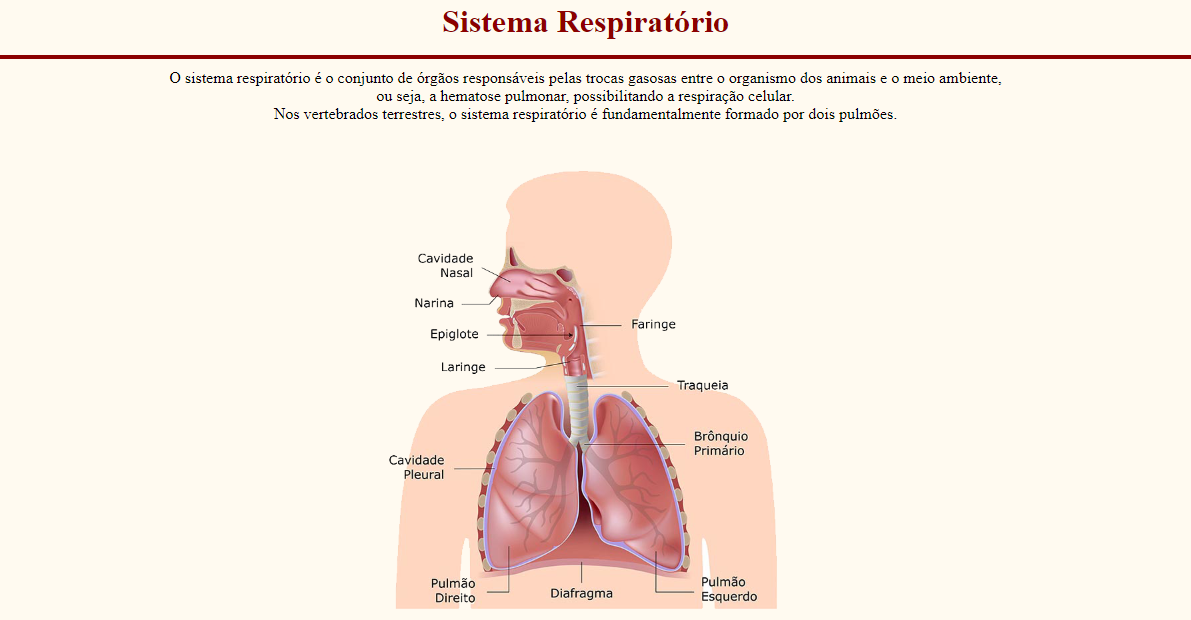 Sistema Respiratório
O sistema respiratório é o conjunto de órgãos responsáveis pelas trocas gasosas entre o organismo dos animais e o meio ambiente,
ou seja, a hematose pulmonar, possibilitando a respiração celular.
Nos vertebrados terrestres, o sistema respiratório é fundamentalmente formado por dois pulmões.
Cavidade
Nasal
Narina
Epiglote
Laringe
Faringe
Traqueia
Brônquio
Primário
Cavidade
Pleural
Pulmão
Direito
Diafragma
Pulmão
Esquerdo